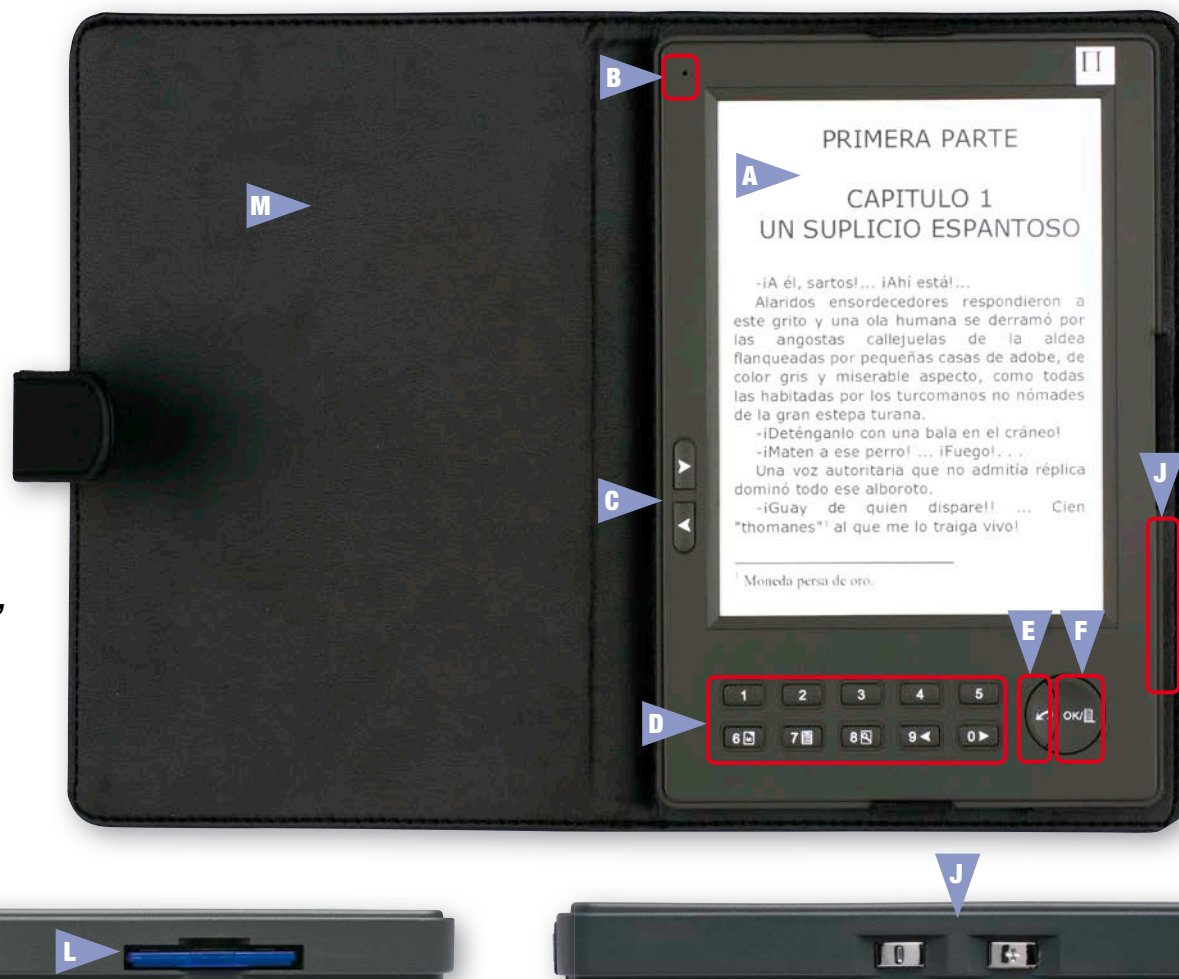 B
Π
PRIMERA PARTE
A
CAPITULO 1
UN SUPLICIO ESPANTOSO
M
-¡A él, sartos!... ¡Ahí está!...
Alaridos ensordecedores respondieron a
este grito y una ola humana se derramó por
las angostas callejuelas de la aldea
flanqueadas por pequeñas casas de adobe, de
color gris y miserable aspecto, como todas
las habitadas por los turcomanos no nómades
de la gran estepa turana.
-¡Deténganlo con una bala en el cráneo!
-¡Maten a ese perro! ... ¡Fuego!. . .
Una voz autoritaria que no admitía réplica
dominó todo ese alboroto.
-¡Guay de quien dispare!! ... Cien
"thomanes"¹ al que me lo traiga vivo!
J
C
¹ Moneda persa de oro.
,
E F
1 2 3 4 5
D
6 7 8 9 0
OK/
J
L